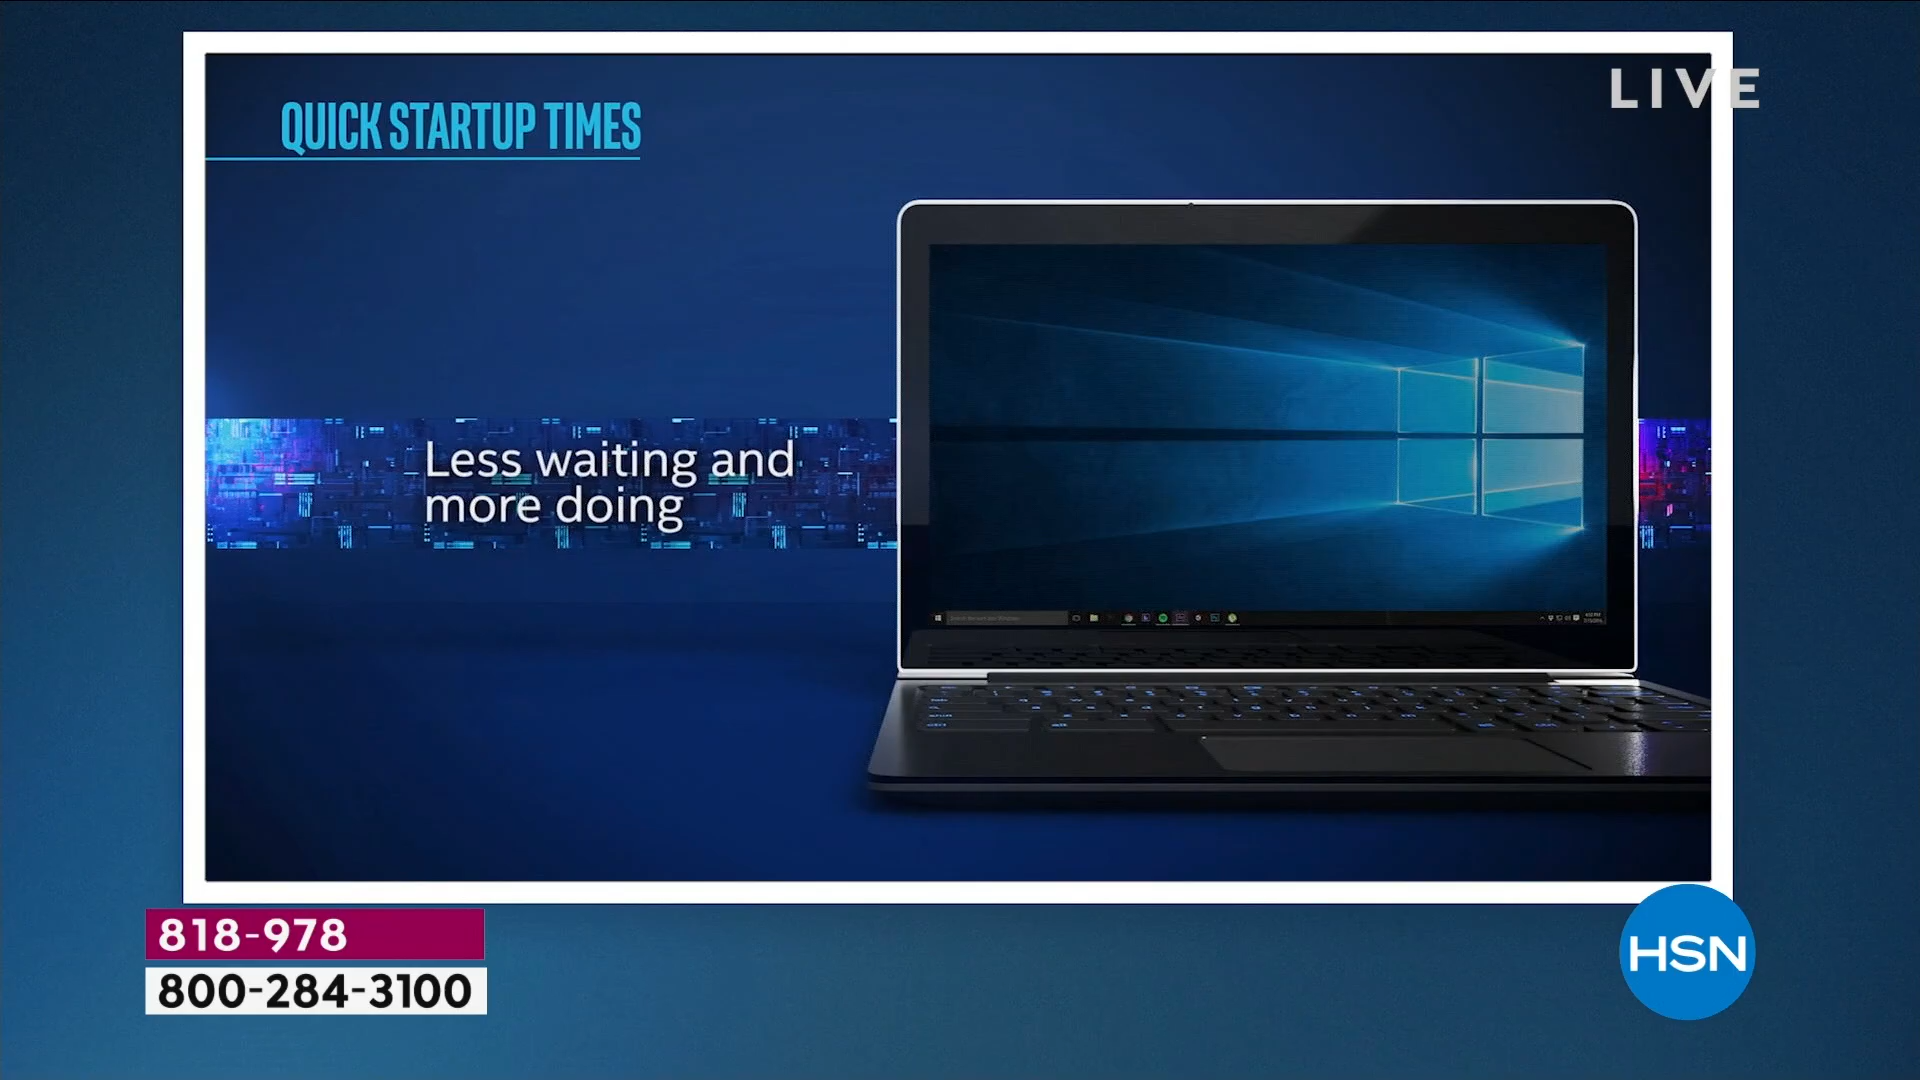 QUICK STARTUP TIMES
LIVE
Less waiting and
more doing
818-978
800-284-3100
HSN